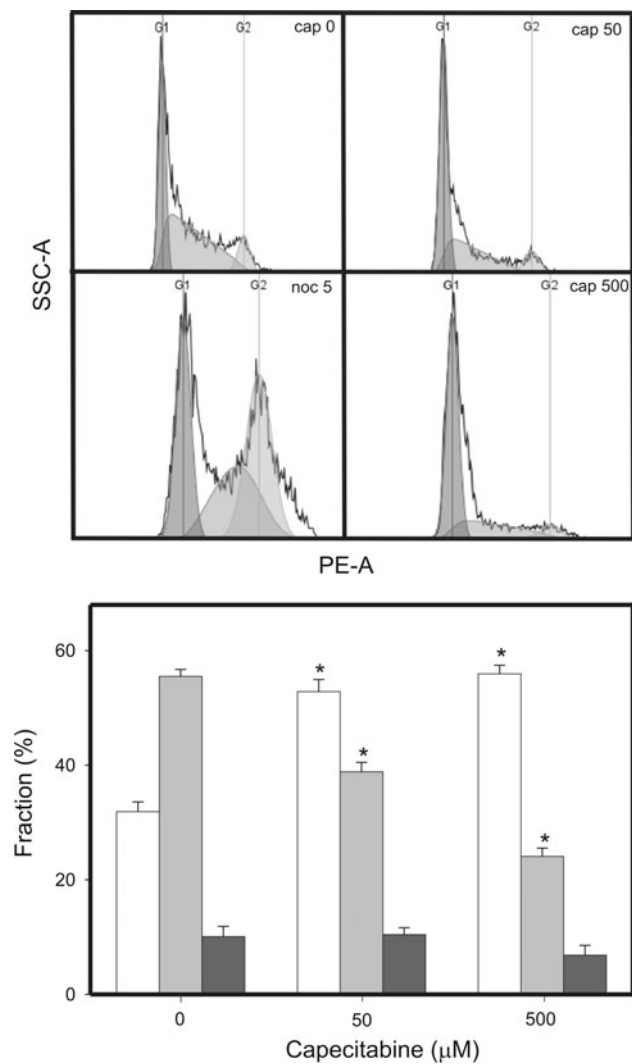 G1 G2 cap 0
G1 G2 cap 50
SSC-A
G1 G2 noc 5
G1 G2 cap 500
PE-A
Fraction (%)
60
40
20
0
* * * *
0 50 500
Capecitabine (μM)